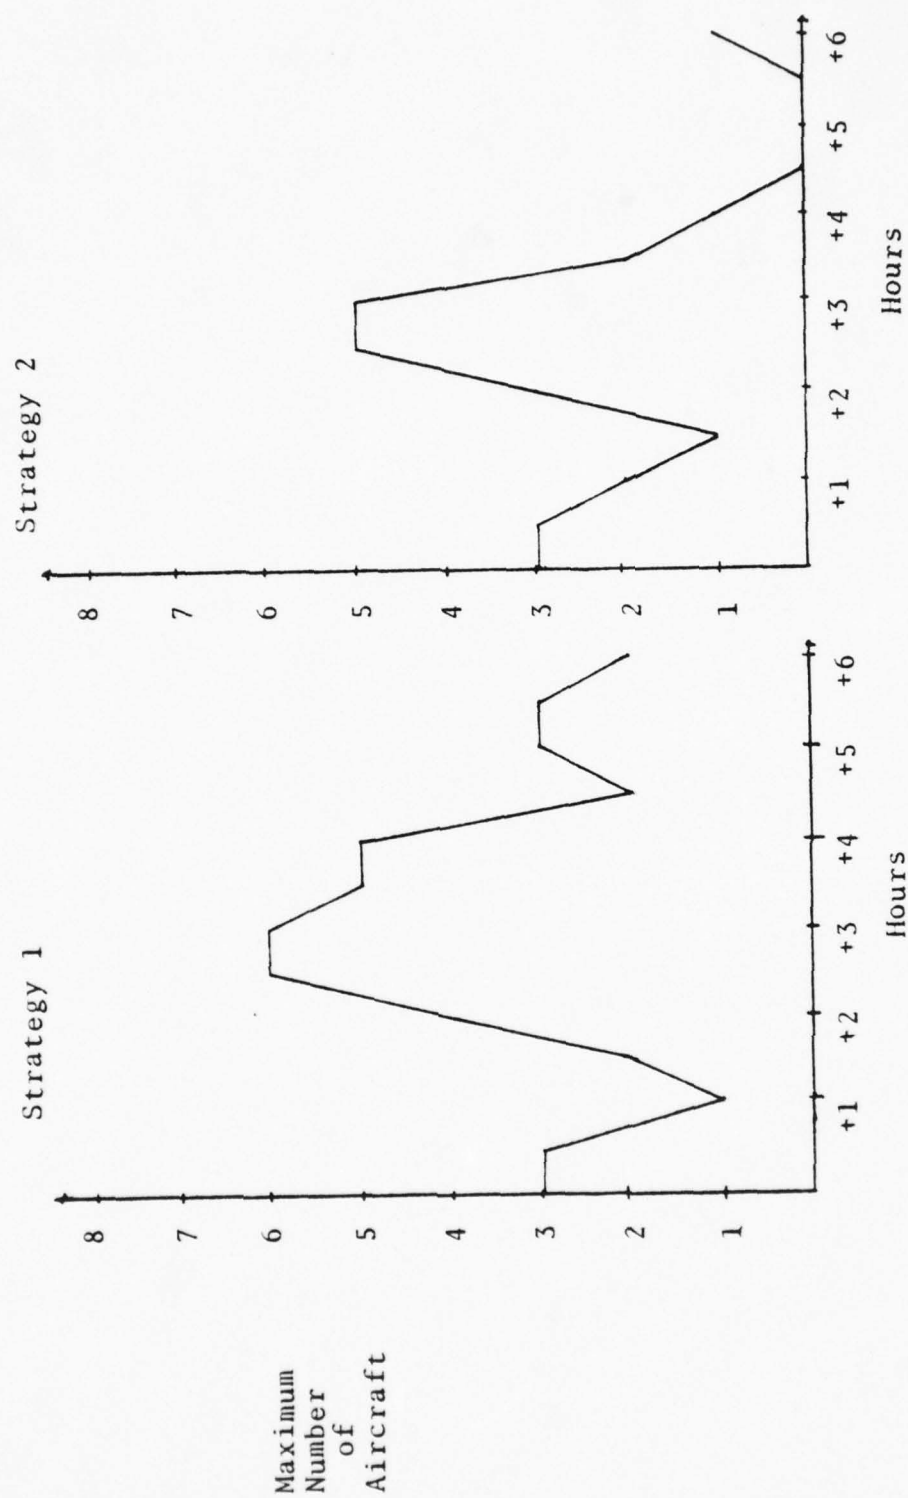 Strategy 1
Maximum
Number
of
Aircraft
8
7
6
5
4
3
2
1
+1 +2 +3 +4 +5 +6
Hours
Strategy 2
8
7
6
5
4
3
2
1
+1 +2 +3 +4 +5 +6
Hours